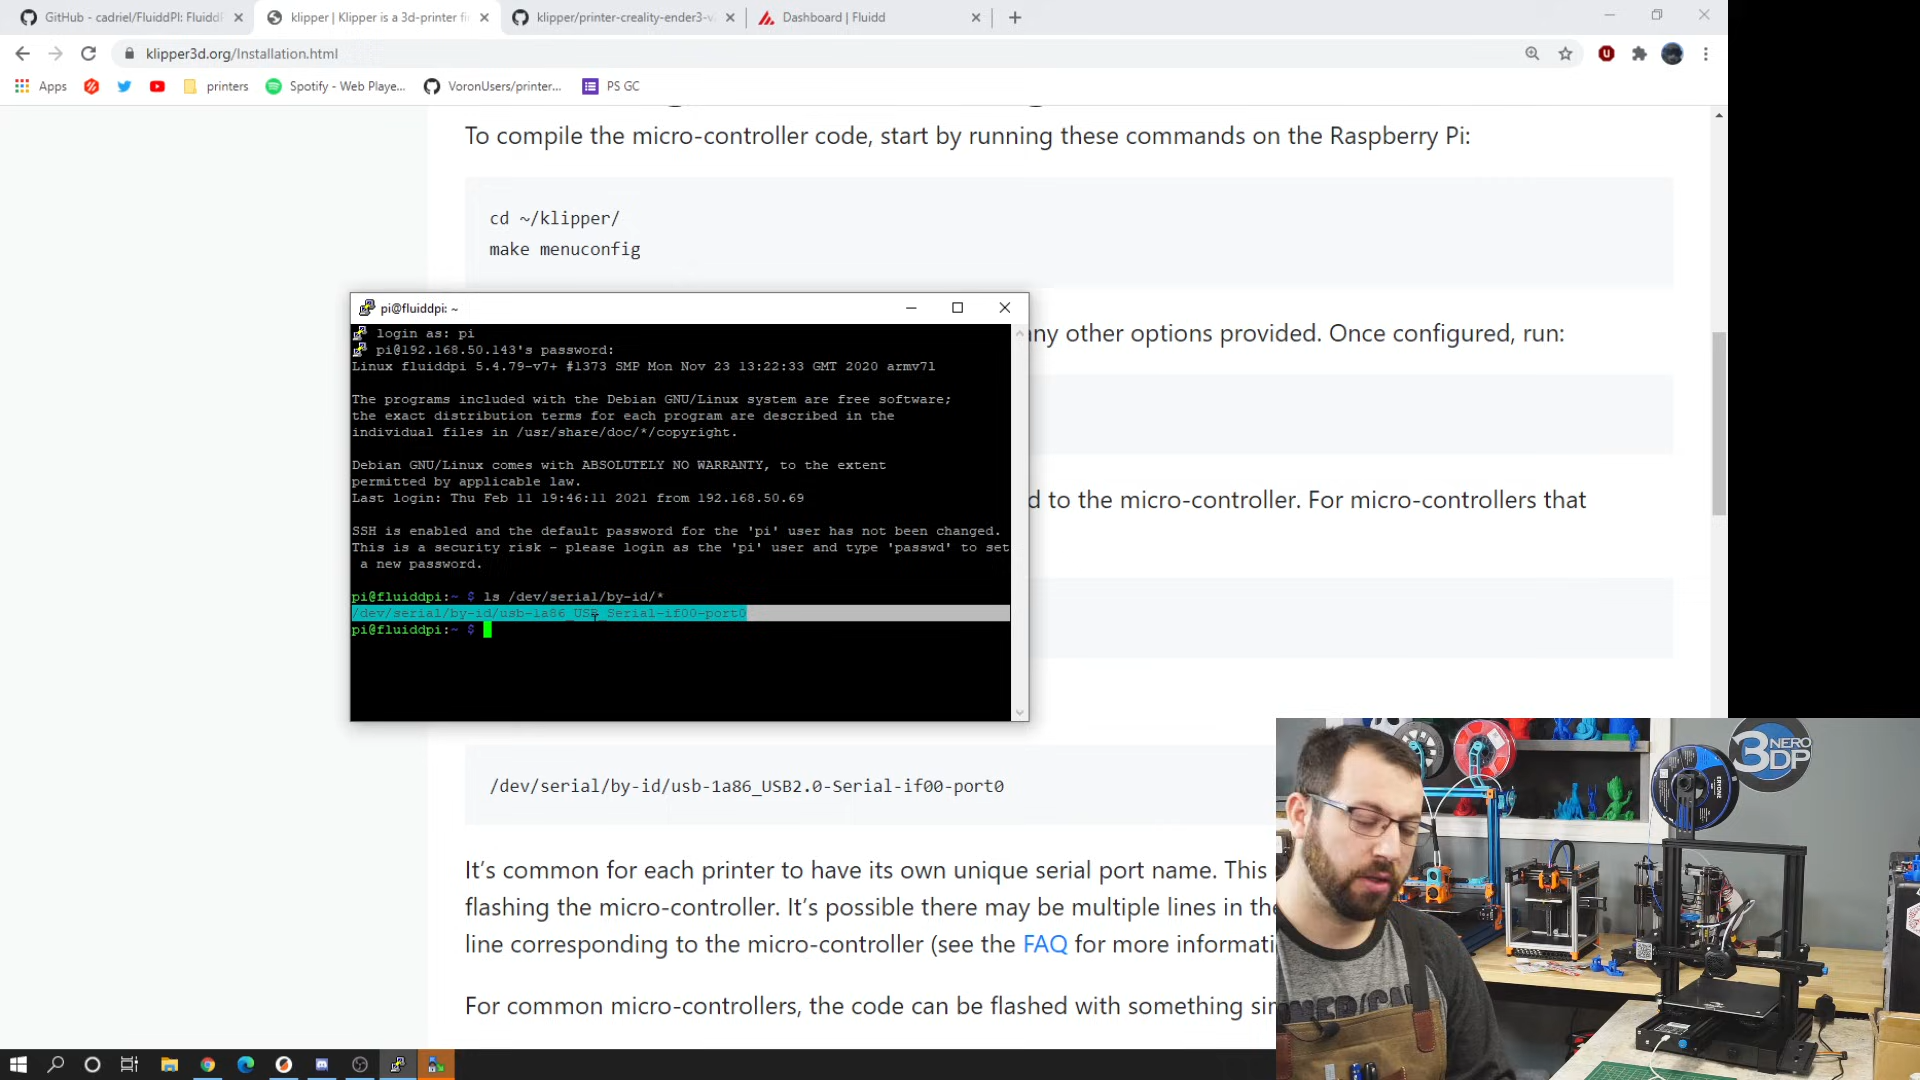 GitHub - cadriel/FluiddPI: Fluidd
klipper | Klipper is a 3d-printer fi
klipper/printer-creality-ender3-v
Dashboard | Fluidd
klipper3d.org/Installation.html
Apps
printers
Spotify - Web Playe...
VoronUsers/printer...
PS GC
To compile the micro-controller code, start by running these commands on the Raspberry Pi:
cd ~/klipper/
make menuconfig
pi@fluiddpi: ~
login as: pi
pi@192.168.50.143's password:
Linux fluiddpi 5.4.79-v7+ #1373 SMP Mon Nov 23 13:22:33 GMT 2020 armv7l
The programs included with the Debian GNU/Linux system are free software;
the exact distribution terms for each program are described in the
individual files in /usr/share/doc/*/copyright.
Debian GNU/Linux comes with ABSOLUTELY NO WARRANTY, to the extent
permitted by applicable law.
Last login: Thu Feb 11 19:46:11 2021 from 192.168.50.69
SSH is enabled and the default password for the 'pi' user has not been changed.
This is a security risk - please login as the 'pi' user and type 'passwd' to set
a new password.
pi@fluiddpi:~ $ ls /dev/serial/by-id/*
/dev/serial/by-id/usb-1a86_USB_Serial-if00-port0
pi@fluiddpi:~ $
any other options provided. Once configured, run:
d to the micro-controller. For micro-controllers that
/dev/serial/by-id/usb-1a86_USB2.0-Serial-if00-port0
It's common for each printer to have its own unique serial port name. This
flashing the micro-controller. It's possible there may be multiple lines in the
line corresponding to the micro-controller (see the FAQ for more informati
For common micro-controllers, the code can be flashed with something sim
NERO
3DP
ERYONE